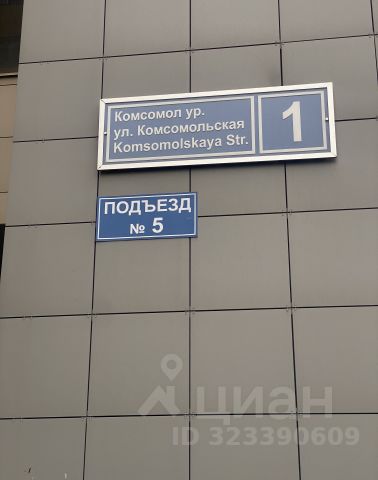 Комсомол ур.
ул. Комсомольская
Komsomolskaya Str.
1
ПОДЪЕЗД
№ 5
циан
ID 323390609